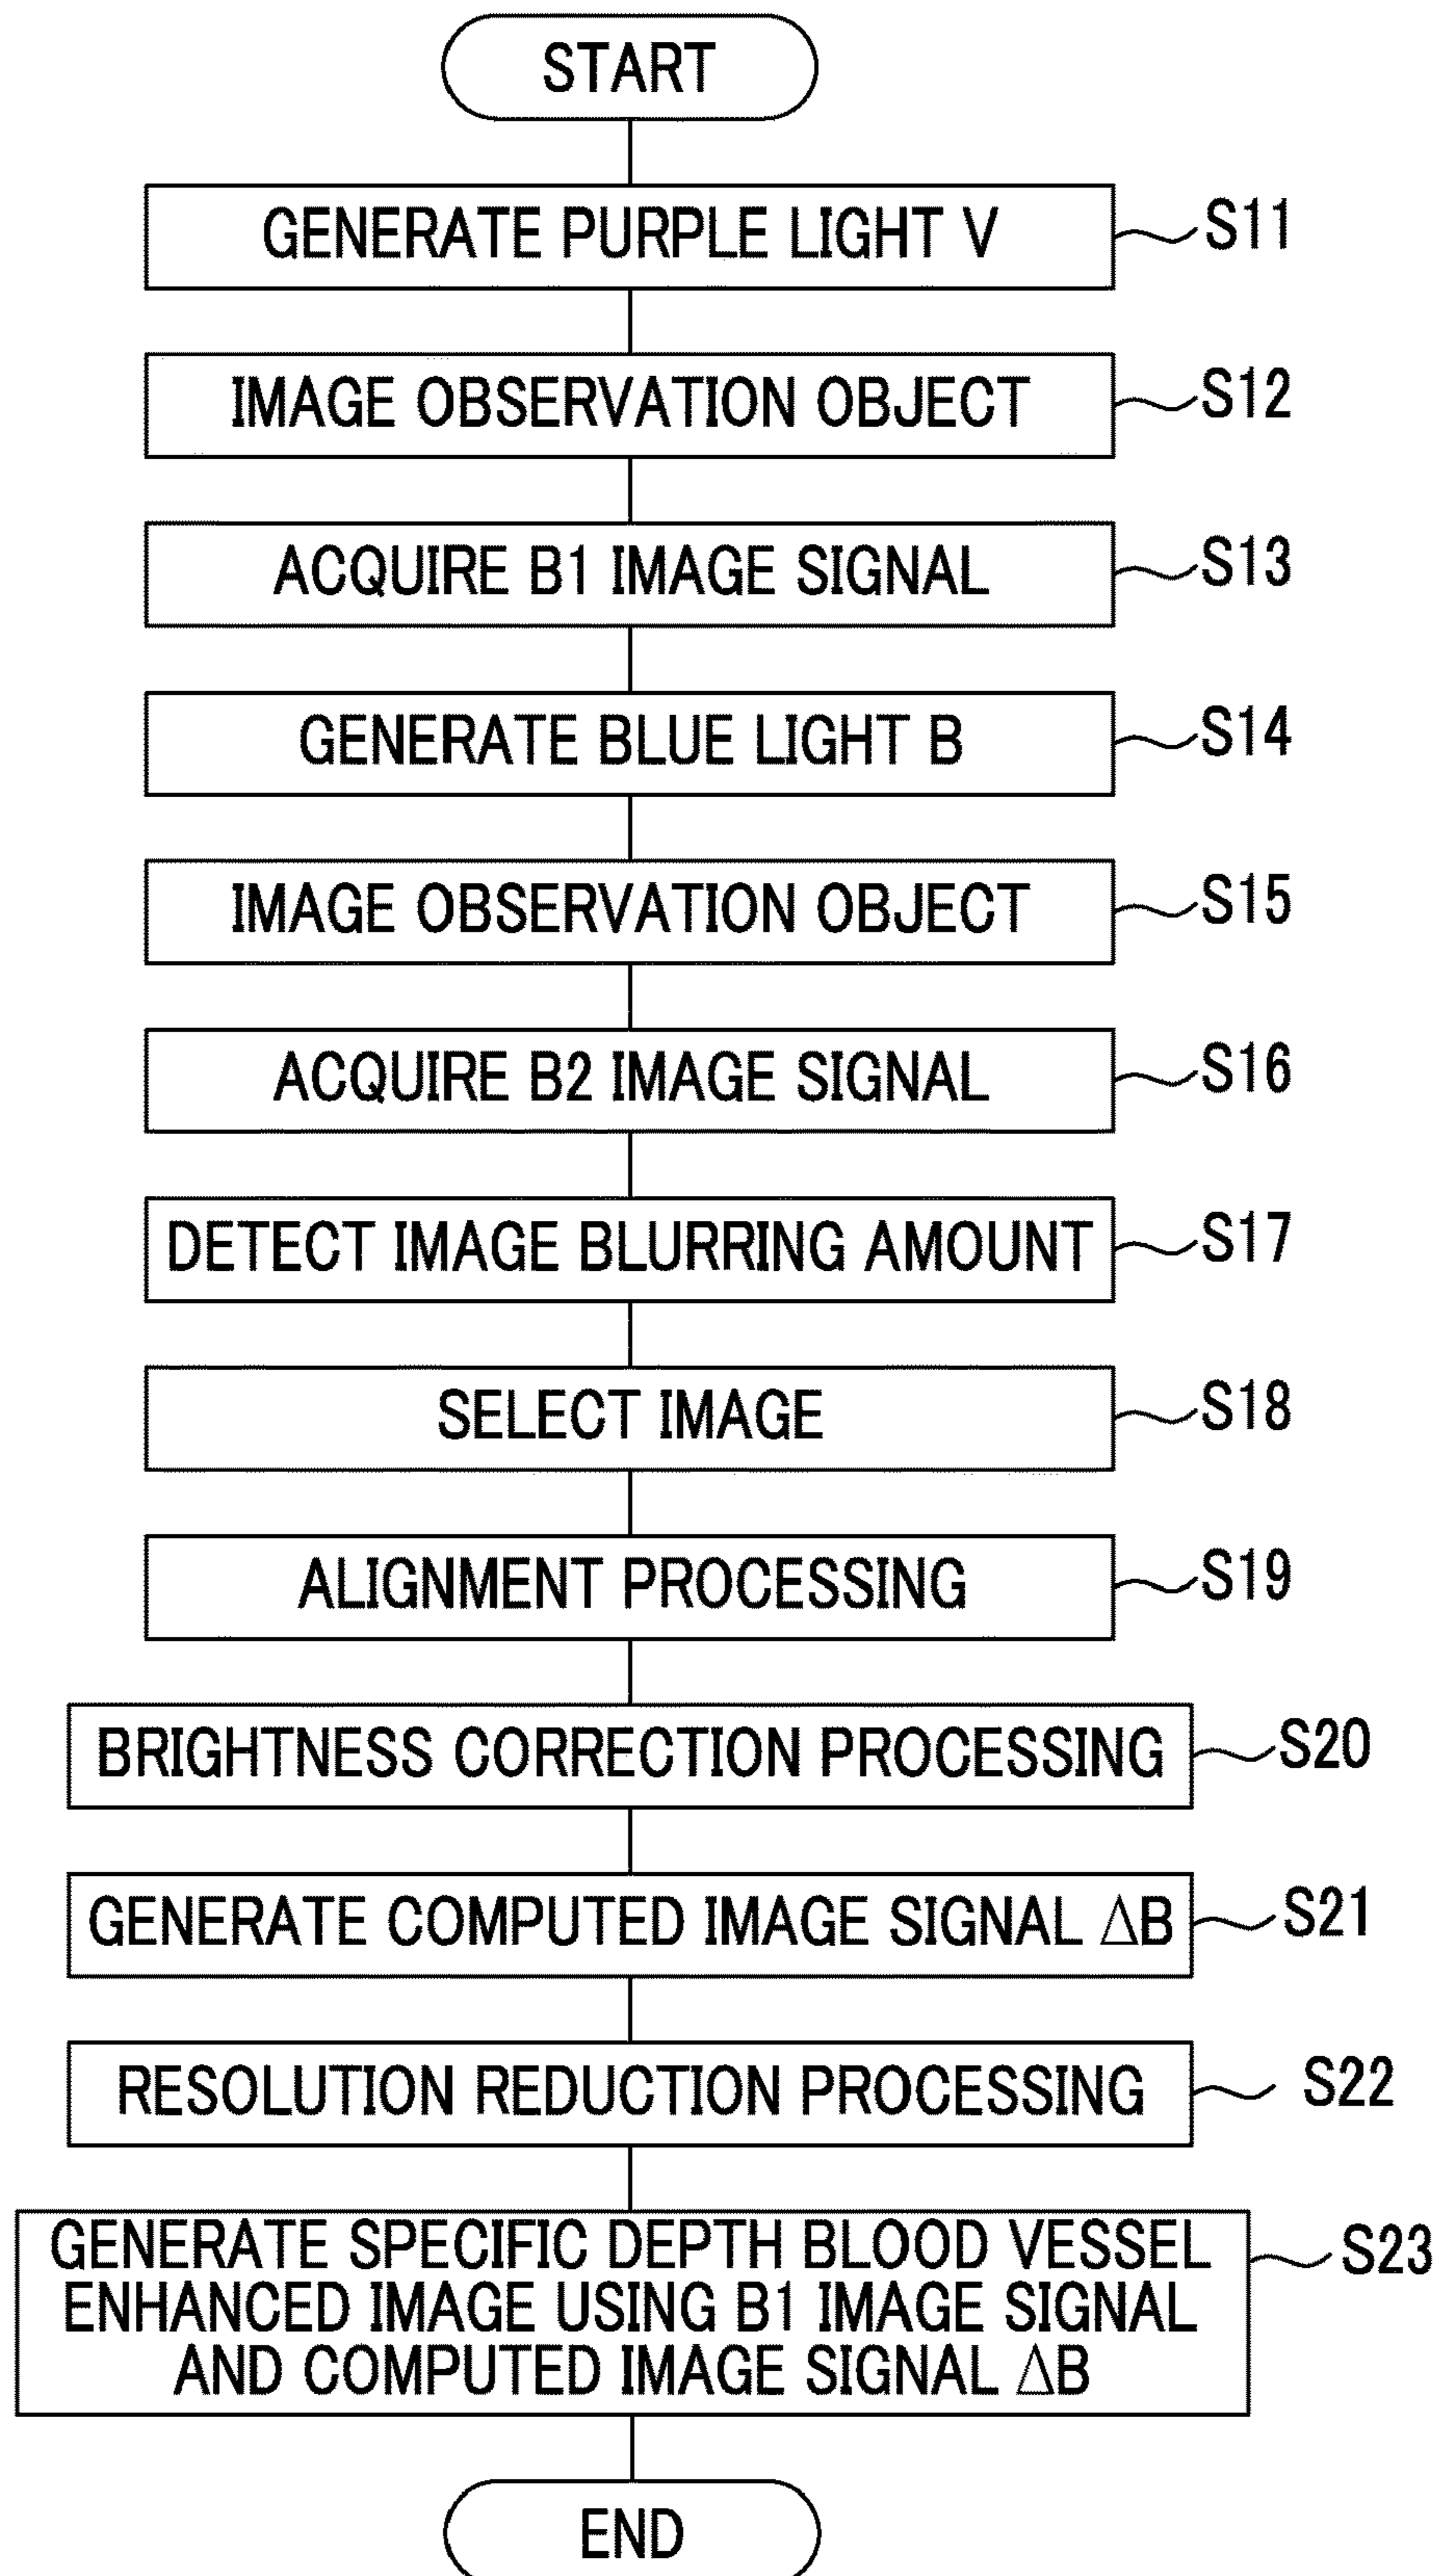 START
GENERATE PURPLE LIGHT V
S11
IMAGE OBSERVATION OBJECT
S12
ACQUIRE B1 IMAGE SIGNAL
S13
GENERATE BLUE LIGHT B
S14
IMAGE OBSERVATION OBJECT
S15
ACQUIRE B2 IMAGE SIGNAL
S16
DETECT IMAGE BLURRING AMOUNT
S17
SELECT IMAGE
S18
ALIGNMENT PROCESSING
S19
BRIGHTNESS CORRECTION PROCESSING
S20
GENERATE COMPUTED IMAGE SIGNAL ΔB
S21
RESOLUTION REDUCTION PROCESSING
S22
GENERATE SPECIFIC DEPTH BLOOD VESSEL
ENHANCED IMAGE USING B1 IMAGE SIGNAL
AND COMPUTED IMAGE SIGNAL ΔB
S23
END